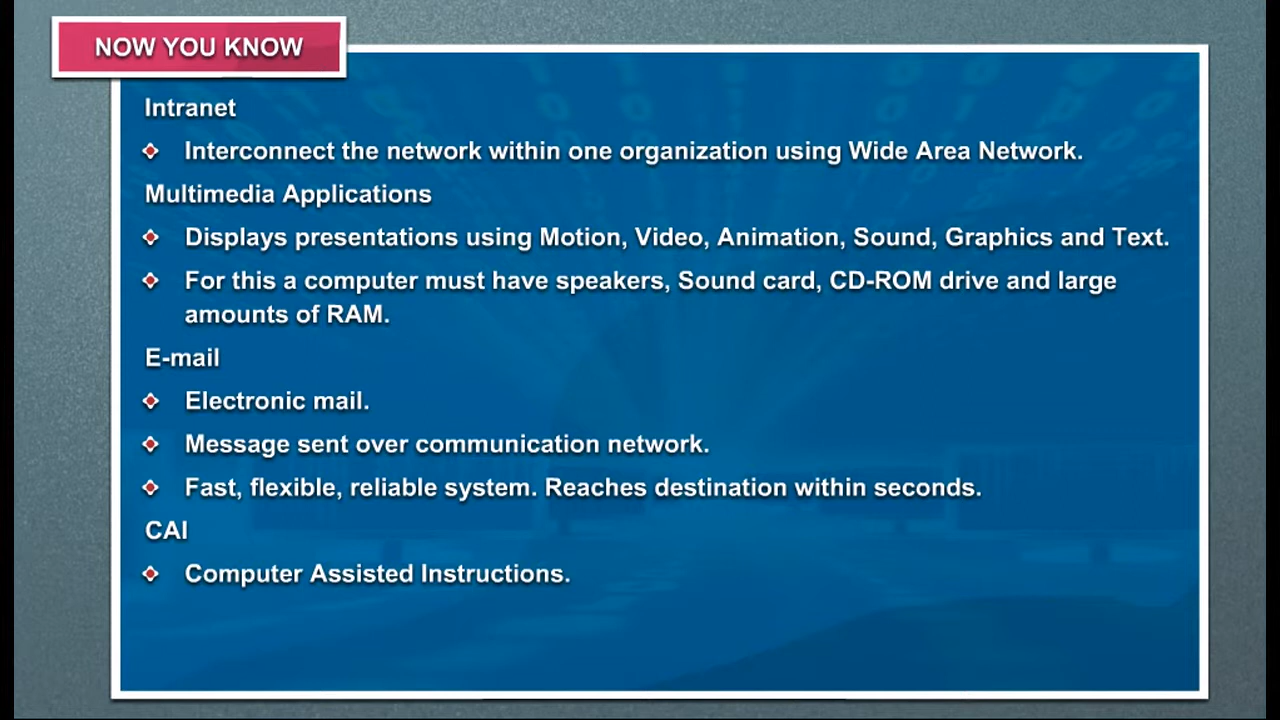 NOW YOU KNOW
Intranet
Interconnect the network within one organization using Wide Area Network.
Multimedia Applications
Displays presentations using Motion, Video, Animation, Sound, Graphics and Text.
For this a computer must have speakers, Sound card, CD-ROM drive and large
amounts of RAM.
E-mail
Electronic mail.
Message sent over communication network.
Fast, flexible, reliable system. Reaches destination within seconds.
CAI
Computer Assisted Instructions.